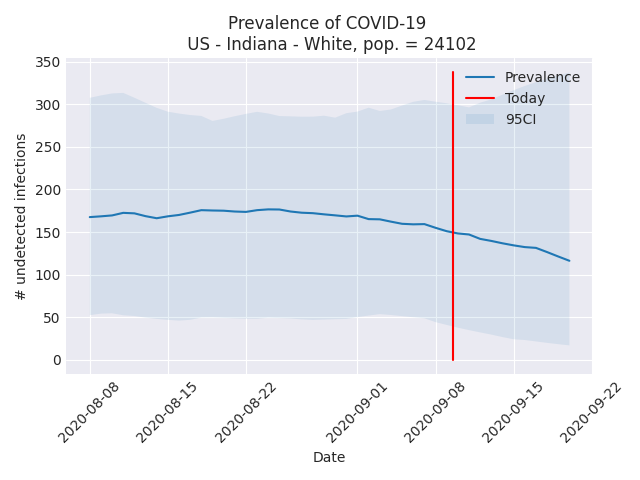 Prevalence of COVID-19
US - Indiana - White, pop. = 24102
350
300
250
200
150
100
50
0
# undetected infections
Prevalence
Today
95CI
2020-08-08
2020-08-15
2020-08-22
2020-09-01
2020-09-08
2020-09-15
2020-09-22
Date